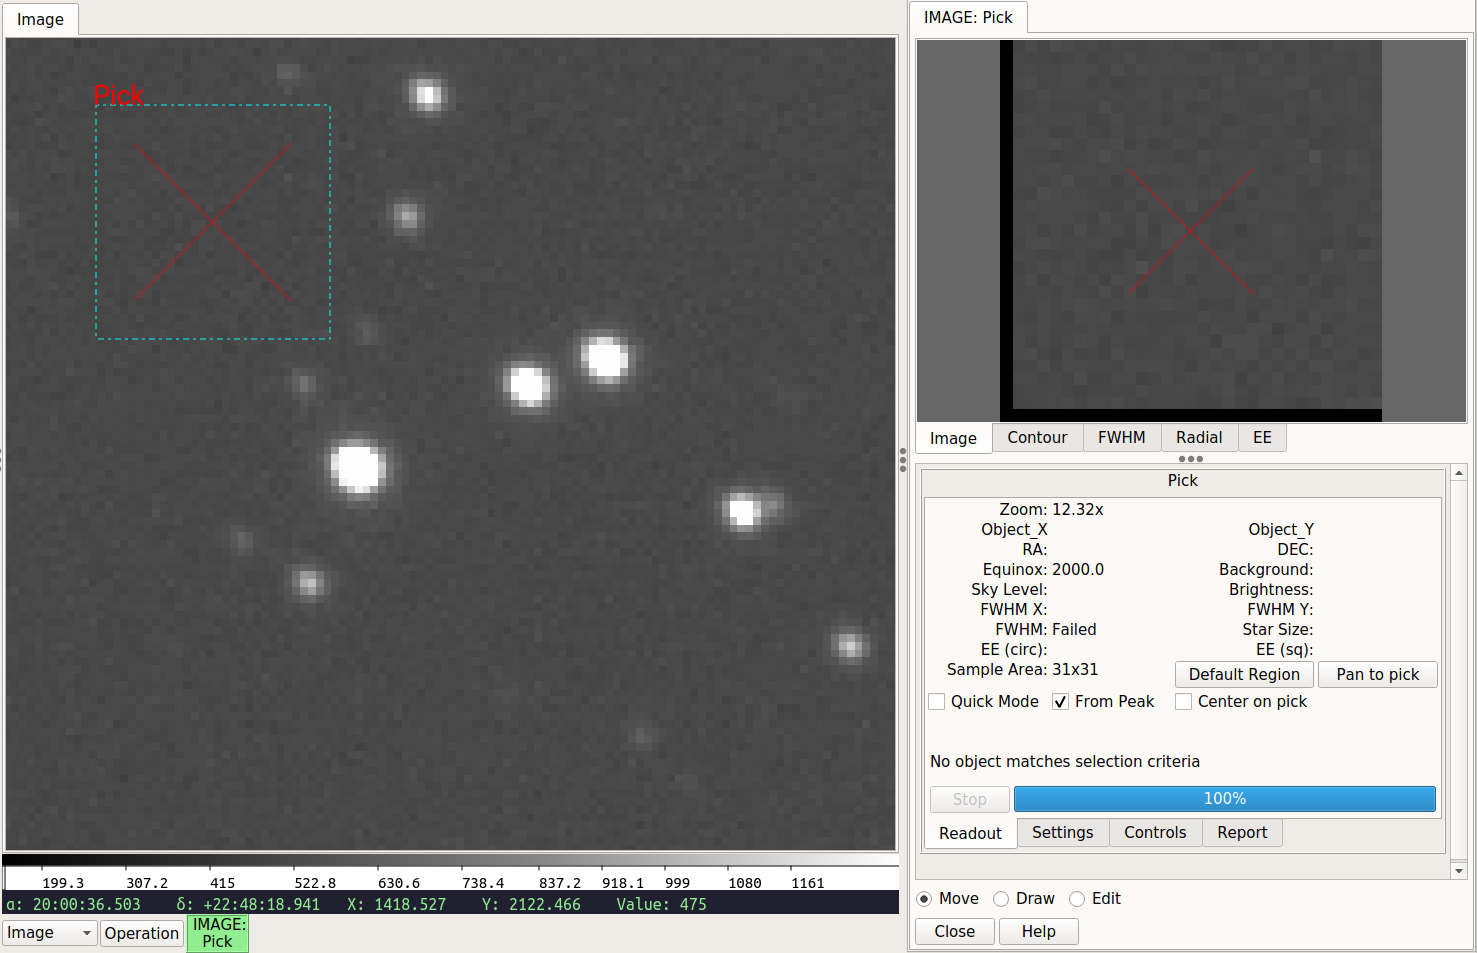 Image
Pick
199.3 307.2 415 522.8 630.6 738.4 837.2 918.1 999 1080 1161
α: 20:00:36.503 δ: +22:48:18.941 X: 1418.527 Y: 2122.466 Value: 475
Image Operation IMAGE:
Pick
IMAGE: Pick
Image Contour FWHM Radial EE
Pick
Zoom: 12.32x
Object_X Object_Y
RA: DEC:
Equinox: 2000.0 Background:
Sky Level: Brightness:
FWHM X: FWHM Y:
FWHM: Failed Star Size:
EE (circ): EE (sq):
Sample Area: 31x31 Default Region Pan to pick
Quick Mode From Peak Center on pick
No object matches selection criteria
Stop 100%
Readout Settings Controls Report
Move Draw Edit
Close Help